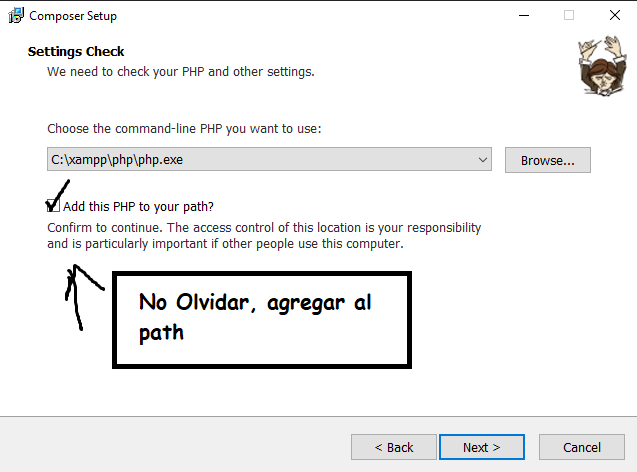 Composer Setup
Settings Check
We need to check your PHP and other settings.
Choose the command-line PHP you want to use:
C:\xampp\php\php.exe
Browse...
Add this PHP to your path?
Confirm to continue. The access control of this location is your responsibility
and is particularly important if other people use this computer.
No Olvidar, agregar al
path
< Back
Next >
Cancel